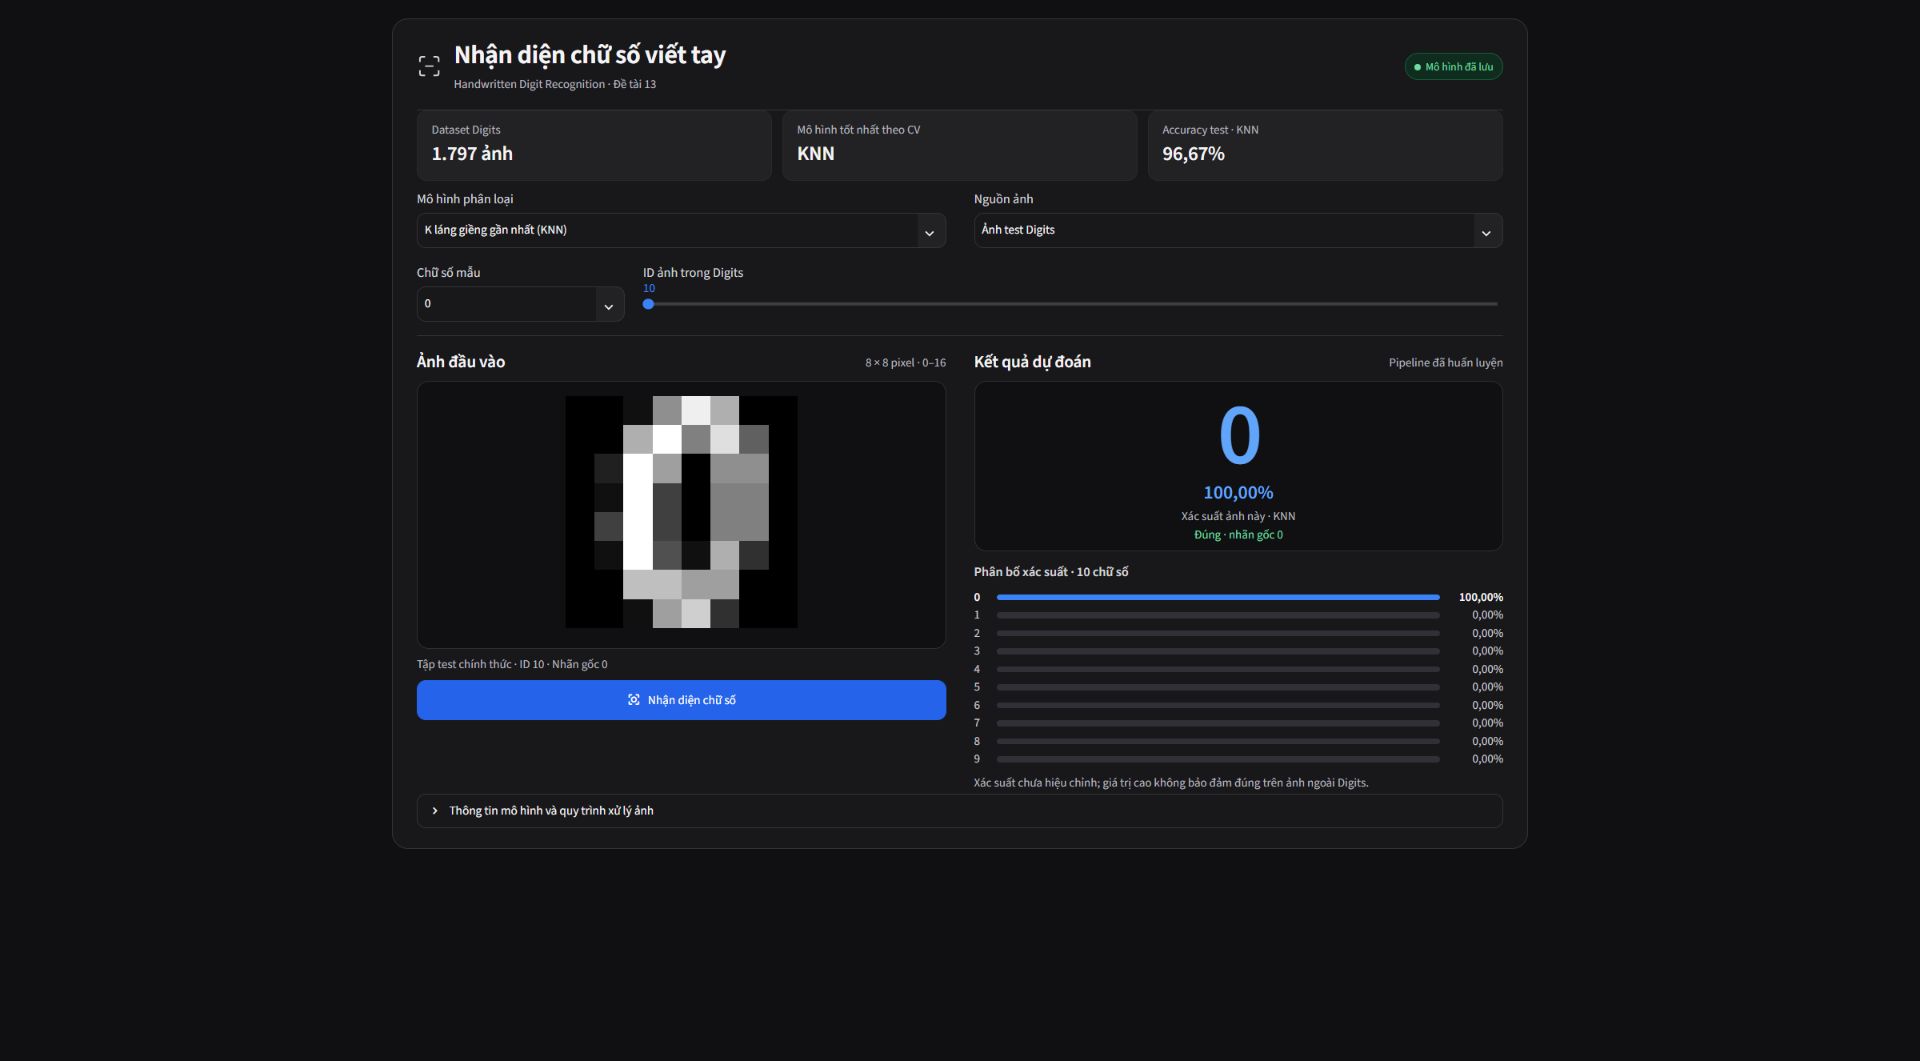 Nhận diện chữ số viết tay
Handwritten Digit Recognition · Đề tài 13
Mô hình đã lưu
Dataset Digits
1.797 ảnh
Mô hình tốt nhất theo CV
KNN
Accuracy test · KNN
96,67%
Mô hình phân loại
K láng giềng gần nhất (KNN)
Nguồn ảnh
Ảnh test Digits
Chữ số mẫu
0
ID ảnh trong Digits
10
Ảnh đầu vào
8 × 8 pixel · 0–16
Tập test chính thức · ID 10 · Nhãn gốc 0
Nhận diện chữ số
Kết quả dự đoán
Pipeline đã huấn luyện
0
100,00%
Xác suất ảnh này · KNN
Đúng · nhãn gốc 0
Phân bố xác suất · 10 chữ số
0 100,00%
1 0,00%
2 0,00%
3 0,00%
4 0,00%
5 0,00%
6 0,00%
7 0,00%
8 0,00%
9 0,00%
Xác suất chưa hiệu chỉnh; giá trị cao không bảo đảm đúng trên ảnh ngoài Digits.
Thông tin mô hình và quy trình xử lý ảnh